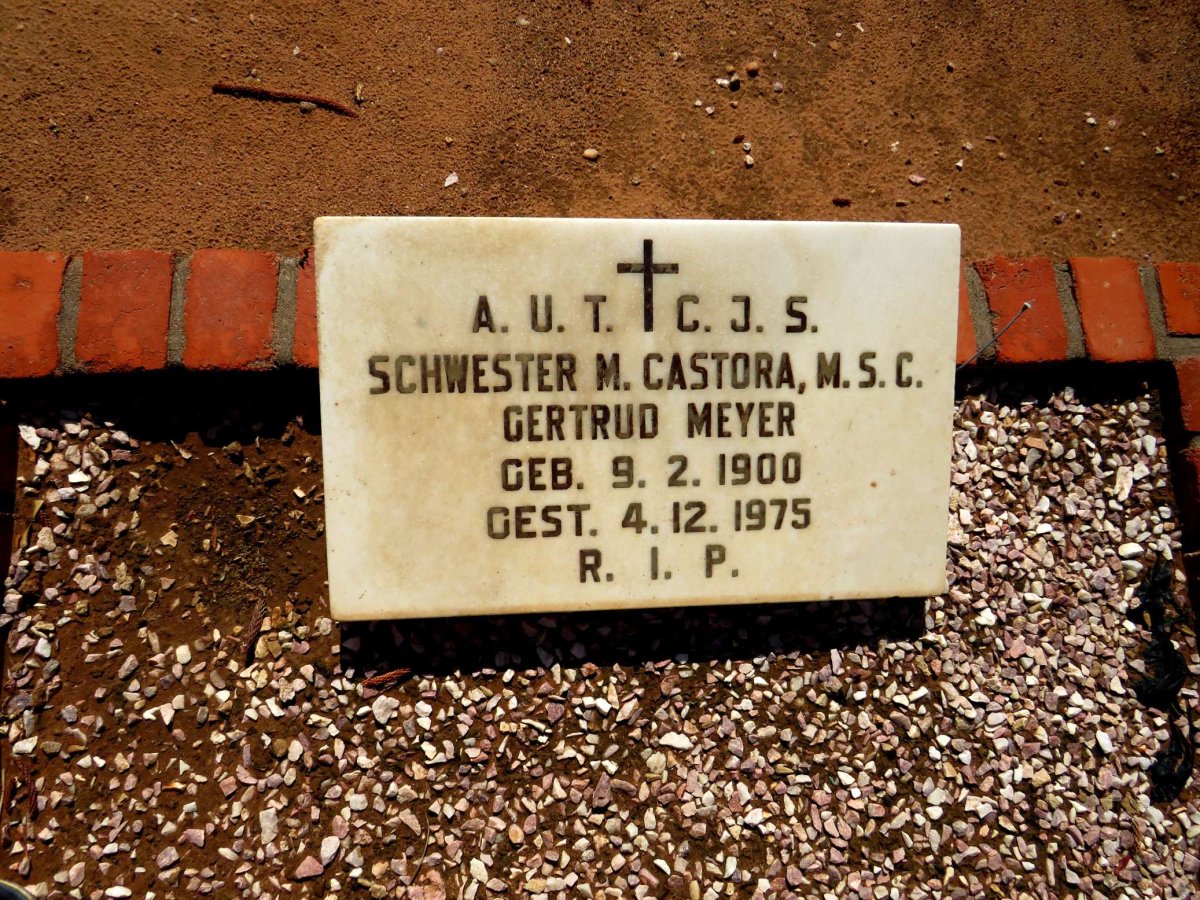 A. U. T. C. J. S.
SCHWESTER M. CASTORA, M. S. C.
GERTRUD MEYER
GEB. 9. 2. 1900
GEST. 4. 12. 1975
R. I. P.